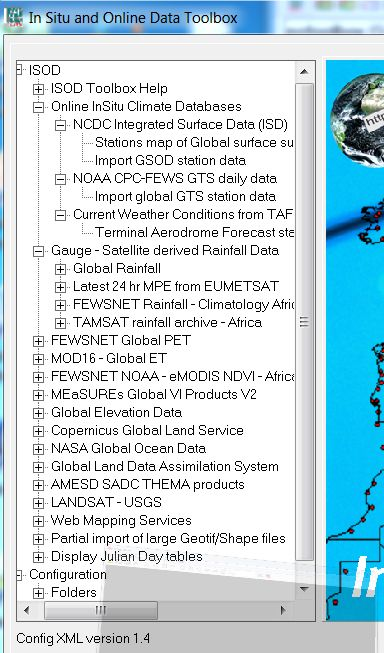 In Situ and Online Data Toolbox
ISOD
ISOD Toolbox Help
Online InSitu Climate Databases
NCDC Integrated Surface Data (ISD)
Stations map of Global surface su
Import GSOD station data
NOAA CPC-FEWS GTS daily data
Import global GTS station data
Current Weather Conditions from TAF
Terminal Aerodrome Forecast ste
Gauge - Satellite derived Rainfall Data
Global Rainfall
Latest 24 hr MPE from EUMETSAT
FEWSNET Rainfall - Climatology Afric
TAMSAT rainfall archive - Africa
FEWSNET Global PET
MOD16 - Global ET
FEWSNET NOAA - eMODIS NDVI - Africa
MEaSUREs Global VI Products V2
Global Elevation Data
Copernicus Global Land Service
NASA Global Ocean Data
Global Land Data Assimilation System
AMESD SADC THEMA products
LANDSAT - USGS
Web Mapping Services
Partial import of large Geotif/Shape files
Display Julian Day tables
Configuration
Folders
In
Config XML version 1.4